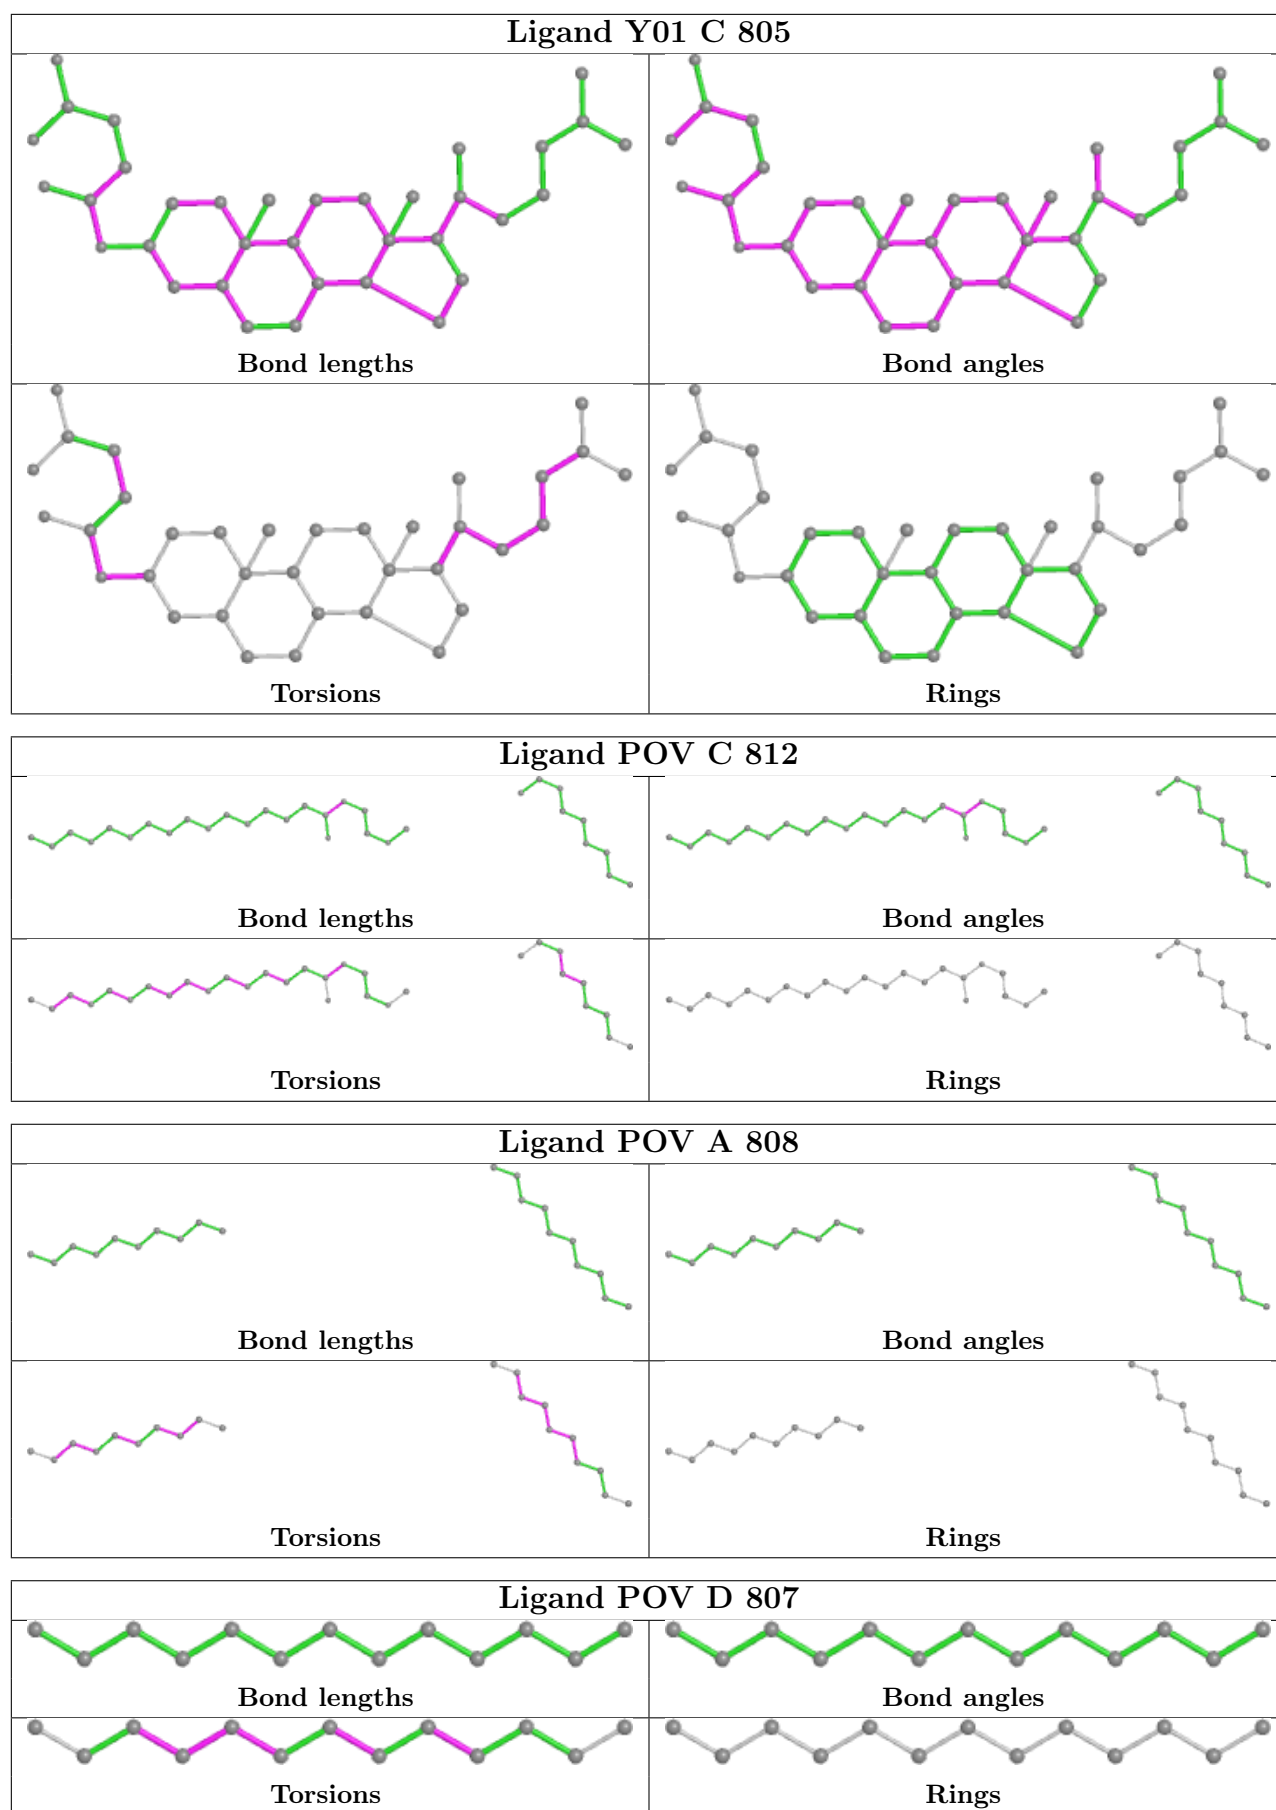 Ligand Y01 C 805
Bond lengths
Bond angles
Torsions
Rings
Ligand POV C 812
Bond lengths
Bond angles
Torsions
Rings
Ligand POV A 808
Bond lengths
Bond angles
Torsions
Rings
Ligand POV D 807
Bond lengths
Bond angles
Torsions
Rings